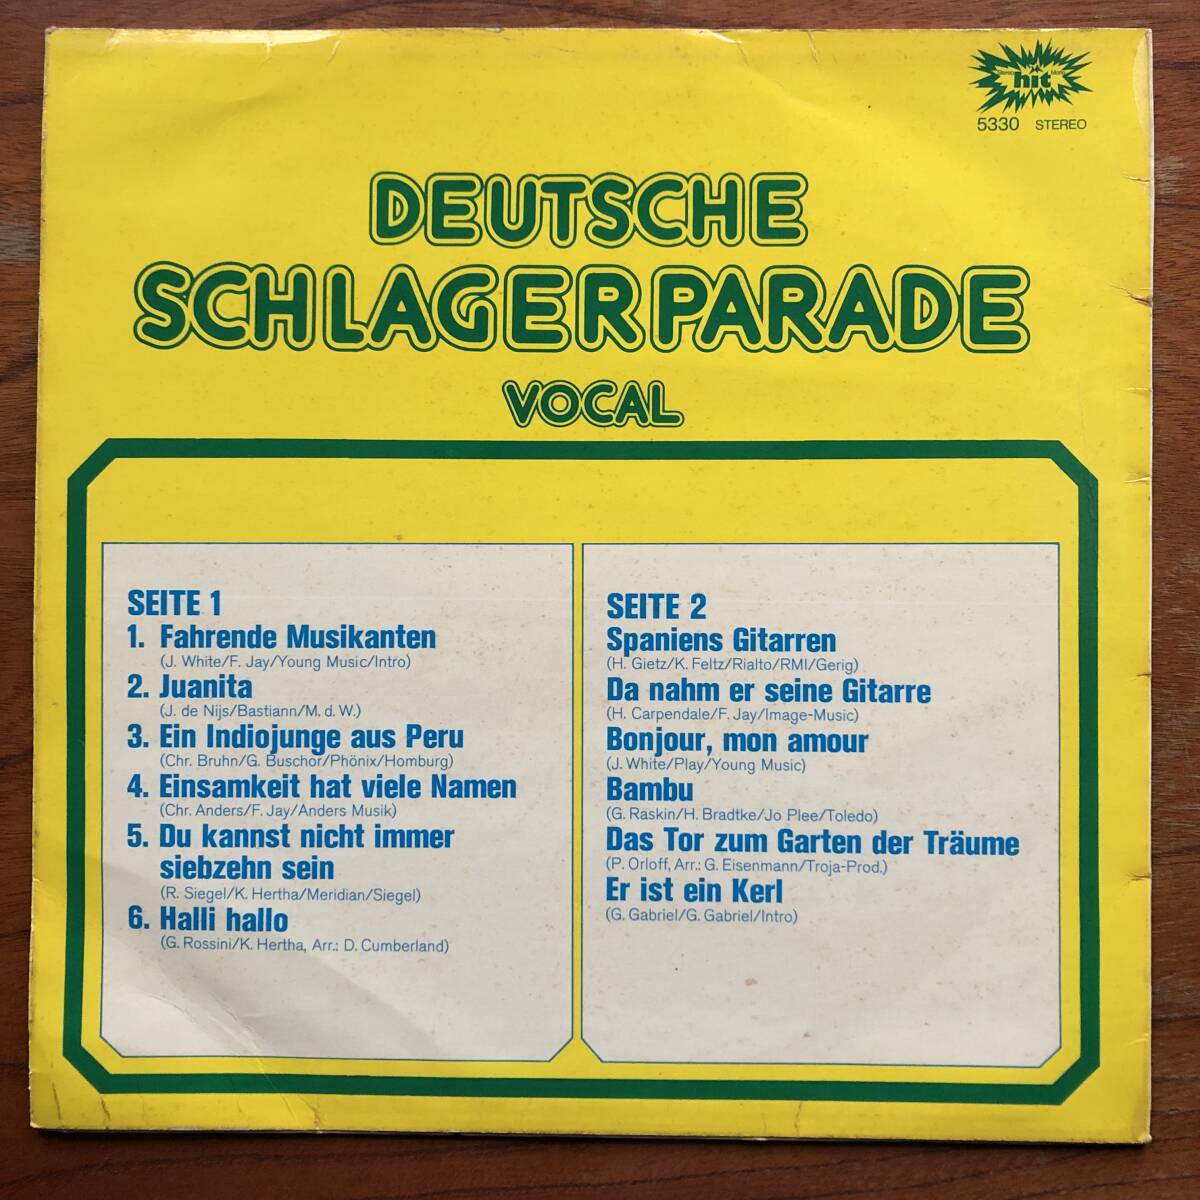 Stereo hit Mono
5330 STEREO
DEUTSCHE
SCHLAGERPARADE
VOCAL
SEITE 1
1. Fahrende Musikanten
(J. White/F. Jay/Young Music/Intro)
2. Juanita
(J. de Nijs/Bastiann/M. d. W.)
3. Ein Indiojunge aus Peru
(Chr. Bruhn/G. Buschor/Phönix/Homburg)
4. Einsamkeit hat viele Namen
(Chr. Anders/F. Jay/Anders Musik)
5. Du kannst nicht immer
siebzehn sein
(R. Siegel/K. Hertha/Meridian/Siegel)
6. Halli hallo
(G. Rossini/K. Hertha, Arr.: D. Cumberland)
SEITE 2
Spaniens Gitarren
(H. Gietz/K. Feltz/Rialto/RMI/Gerig)
Da nahm er seine Gitarre
(H. Carpendale/F. Jay/Image-Music)
Bonjour, mon amour
(J. White/Play/Young Music)
Bambu
(G. Raskin/H. Bradtke/Jo Plee/Toledo)
Das Tor zum Garten der Träume
(P. Orloff, Arr.: G. Eisenmann/Troja-Prod.)
Er ist ein Kerl
(G. Gabriel/G. Gabriel/Intro)